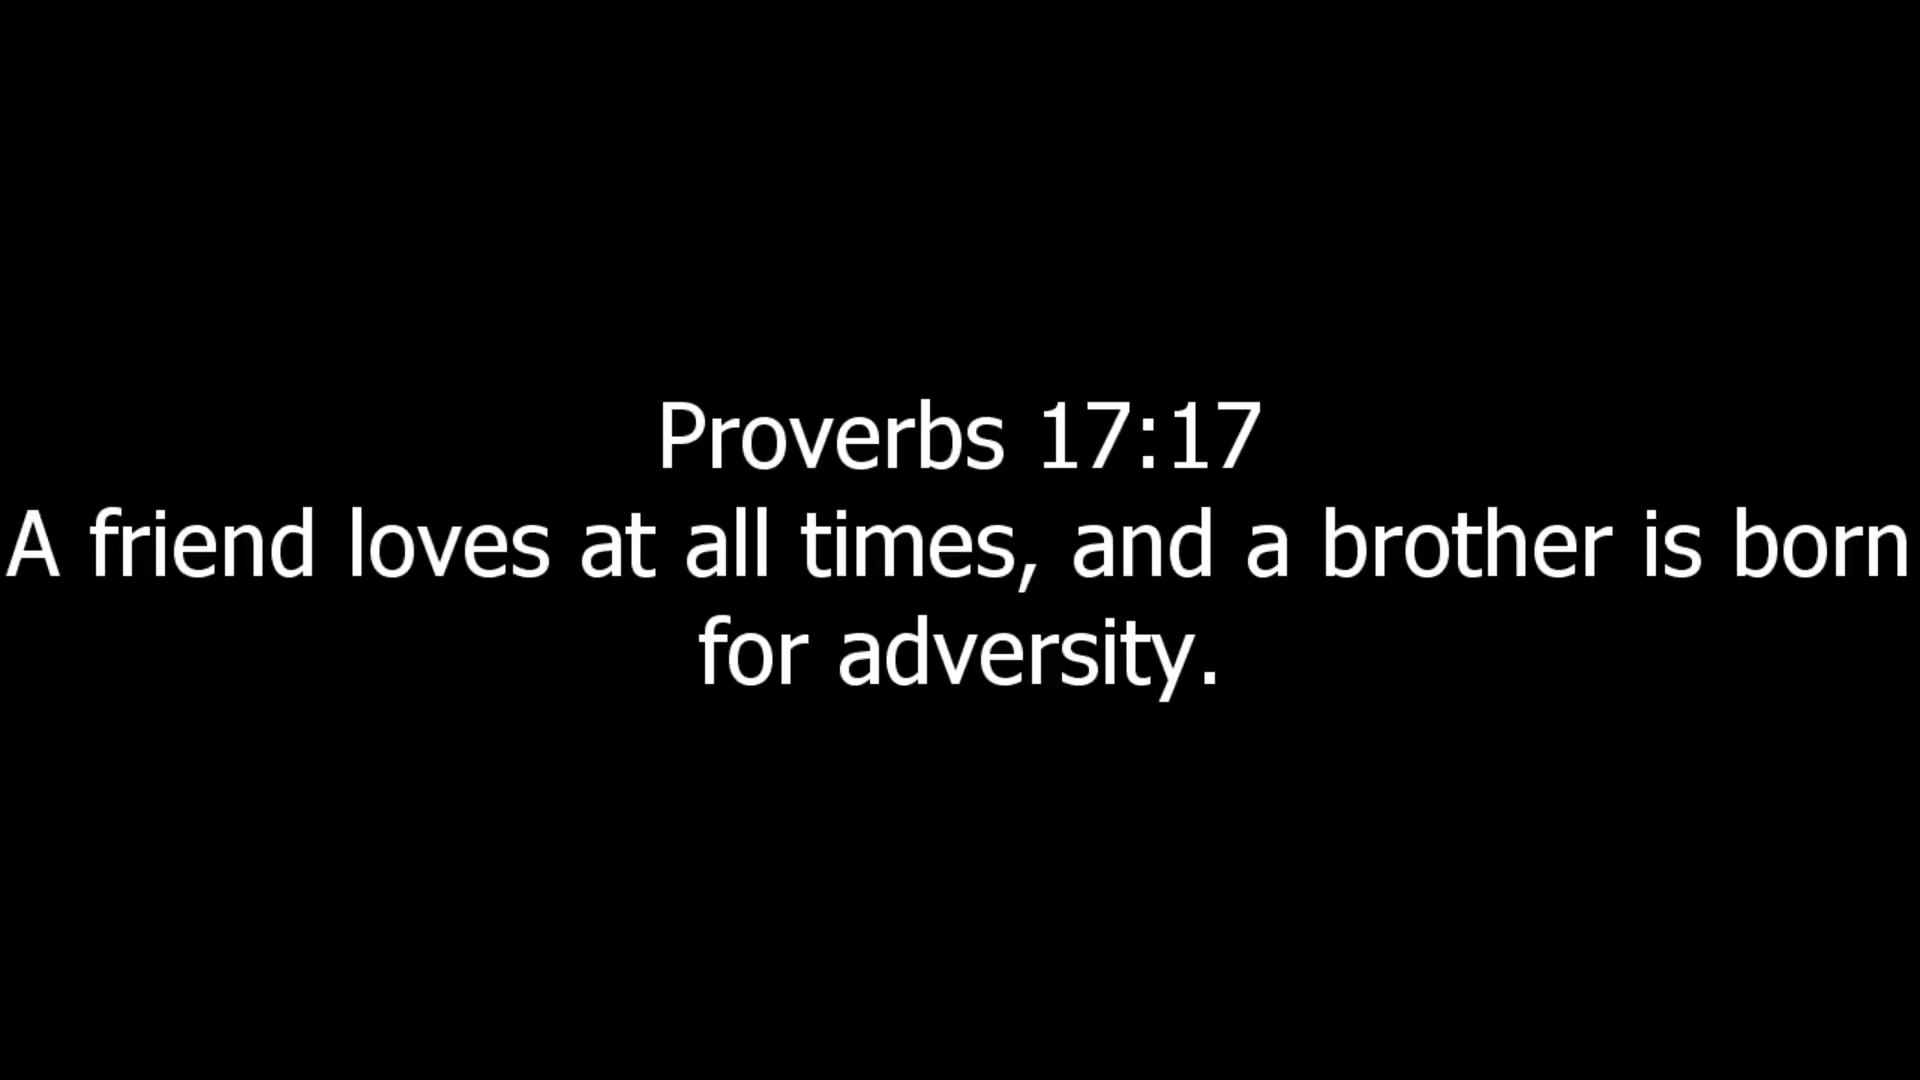 Proverbs 17:17
A friend loves at all times, and a brother is born
for adversity.